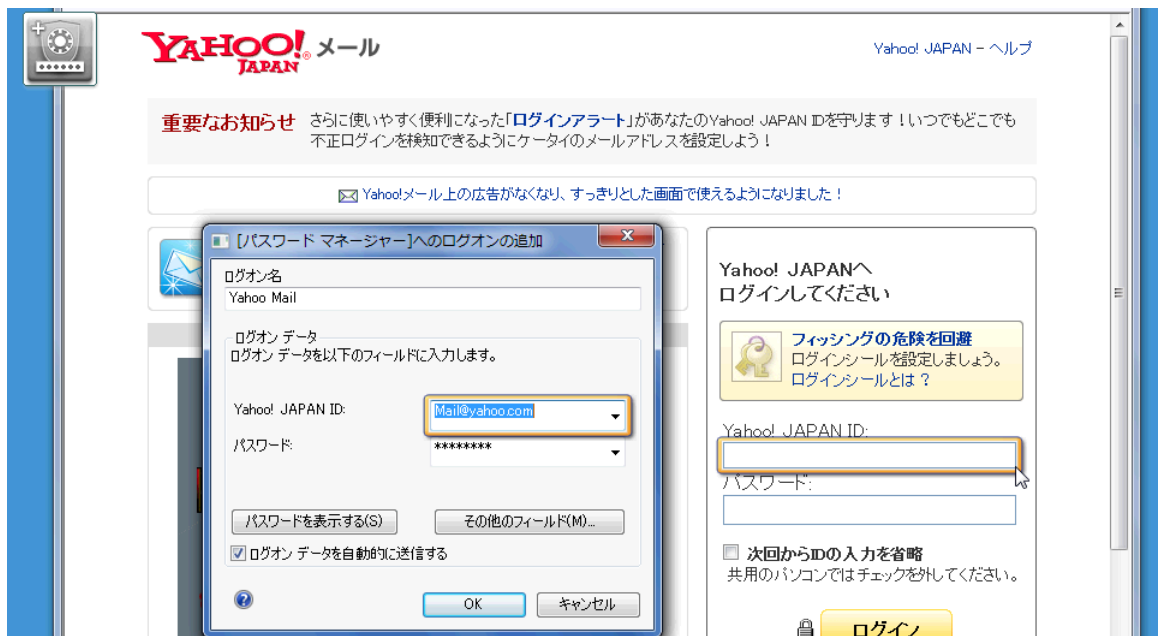 YAHOO! メール
JAPAN
Yahoo! JAPAN - ヘルプ
重要なお知らせ さらに使いやすく便利になった「ログインアラート」があなたのYahoo! JAPAN IDを守ります！いつでもどこでも
不正ログインを検知できるようにケータイのメールアドレスを設定しよう！
Yahoo!メール上の広告がなくなり、すっきりとした画面で使えるようになりました！
[パスワード マネージャー]へのログオンの追加
ログオン名
Yahoo Mail
ログオン データ
ログオン データを以下のフィールドに入力します。
Yahoo! JAPAN ID:
Mail@yahoo.com
パスワード:
********
パスワードを表示する(S)
その他のフィールド(M)...
ログオン データを自動的に送信する
OK
キャンセル
Yahoo! JAPANへ
ログインしてください
フィッシングの危険を回避
ログインシールを設定しましょう。
ログインシールとは？
Yahoo! JAPAN ID:
パスワード:
次回からIDの入力を省略
共用のパソコンではチェックを外してください。
ログイン